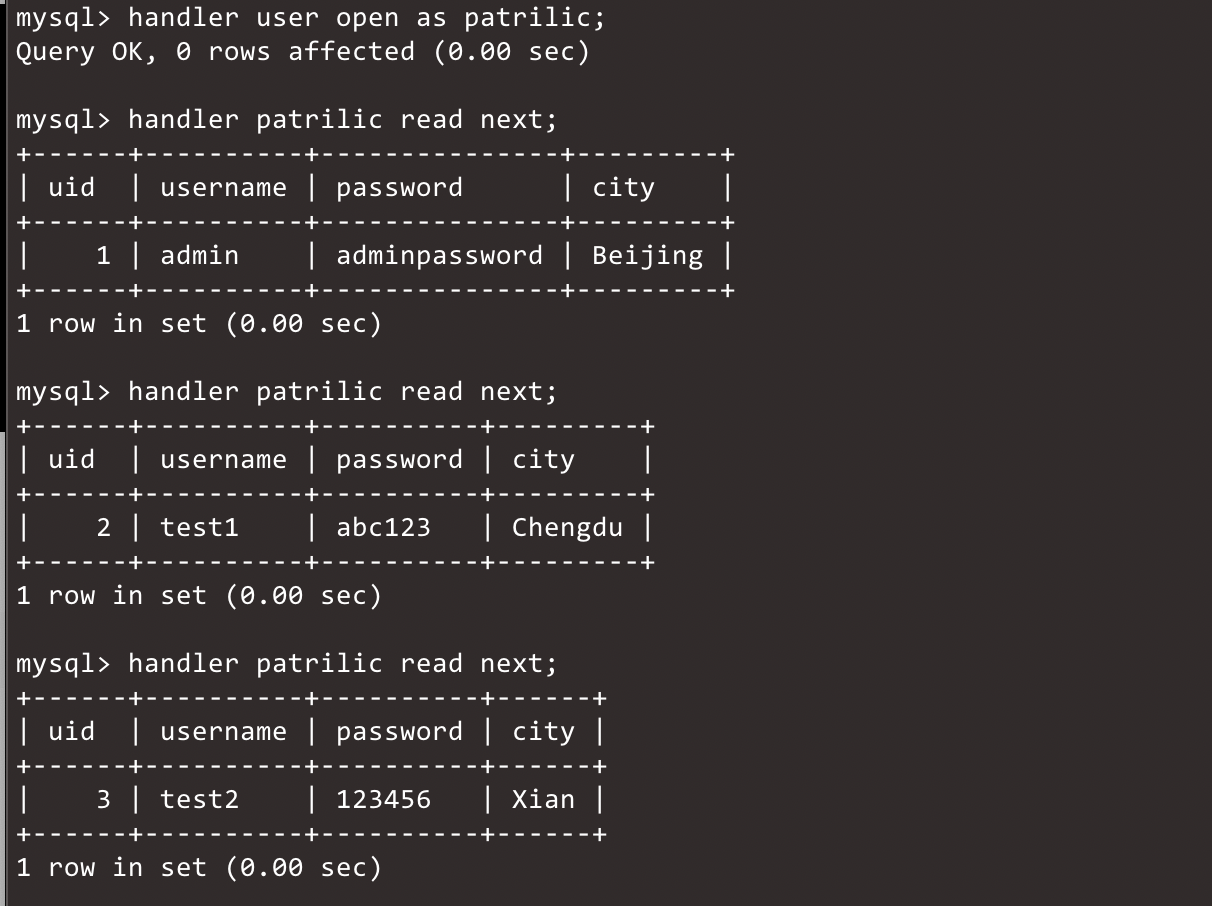 mysql> handler user open as patrilic;
Query OK, 0 rows affected (0.00 sec)

mysql> handler patrilic read next;
+------+----------+---------------+---------+
| uid  | username | password      | city    |
+------+----------+---------------+---------+
|    1 | admin    | adminpassword | Beijing |
+------+----------+---------------+---------+
1 row in set (0.00 sec)

mysql> handler patrilic read next;
+------+----------+----------+---------+
| uid  | username | password | city    |
+------+----------+----------+---------+
|    2 | test1    | abc123   | Chengdu |
+------+----------+----------+---------+
1 row in set (0.00 sec)

mysql> handler patrilic read next;
+------+----------+----------+------+
| uid  | username | password | city |
+------+----------+----------+------+
|    3 | test2    | 123456   | Xian |
+------+----------+----------+------+
1 row in set (0.00 sec)